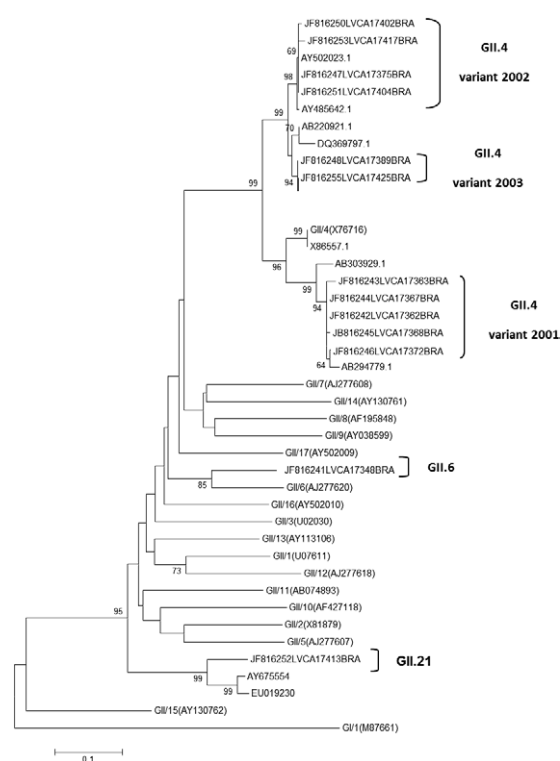 JF816250LVCA17402BRA
JF816253LVCA17417BRA
69
AY502023.1
GII.4
98
JF816247LVCA17375BRA
variant 2002
JF816251LVCA17404BRA
AY485642.1
99
70
AB220921.1
DQ369797.1
JF816248LVCA17389BRA
GII.4
94
JF816255LVCA17425BRA
variant 2003
99
99
GII/4(X76716)
X86557.1
96
AB303929.1
99
JF816243LVCA17363BRA
JF816244LVCA17367BRA
94
GII.4
JF816242LVCA17362BRA
JB816245LVCA17368BRA
variant 2001
JF816246LVCA17372BRA
64
AB294779.1
GII/7(AJ277608)
GII/14(AY130761)
GII/8(AF195848)
GII/9(AY038599)
GII/17(AY502009)
JF816241LVCA17348BRA
GII.6
85
GII/6(AJ277620)
GII/16(AY502010)
GII/3(U02030)
GII/13(AY113106)
GII/1(U07611)
73
GII/12(AJ277618)
GII/11(AB074893)
95
GII/10(AF427118)
GII/2(X81879)
GII/5(AJ277607)
JF816252LVCA17413BRA
GII.21
99
AY675554
99
EU019230
GII/15(AY130762)
GI/1(M87661)
0.1